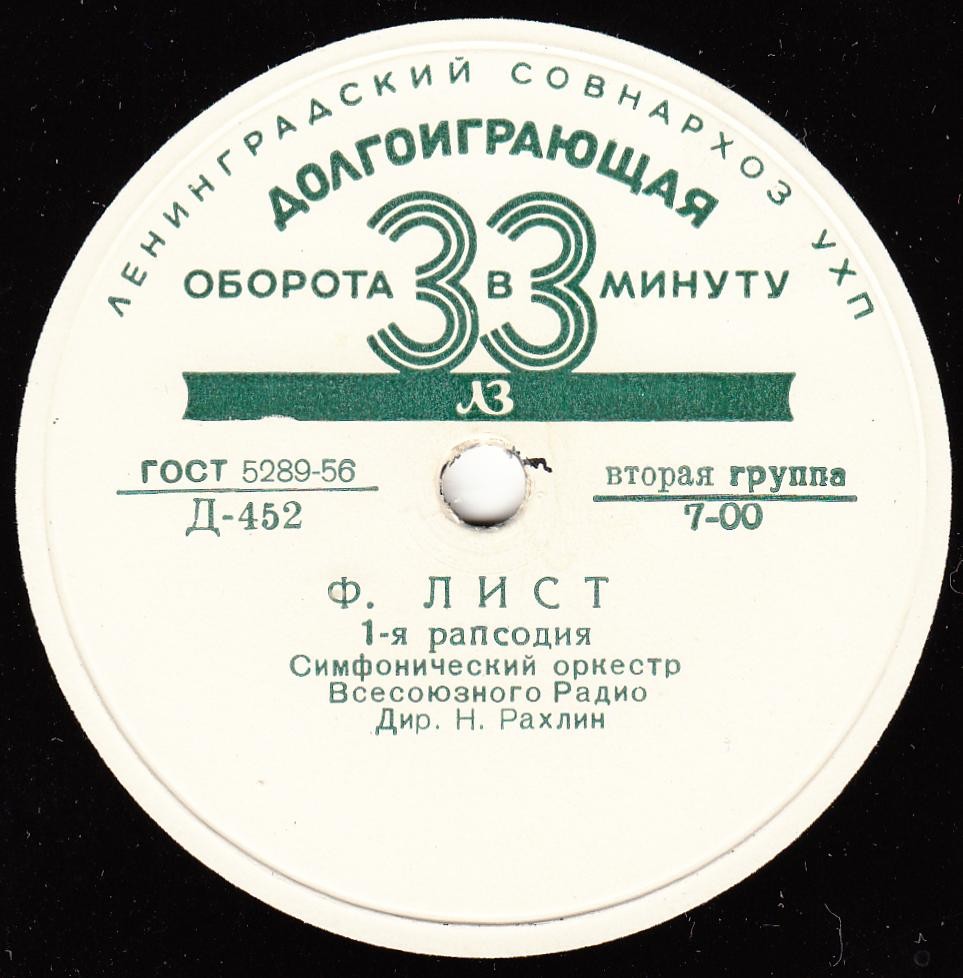 ЛЕНИНГРАДСКИЙ СОВНАРХОЗ УХП
ДОЛГОИГРАЮЩАЯ
ОБОРОТА 33 В МИНУТУ
ЛЗ
ГОСТ 5289-56
Д-452
вторая группа
7-00
Ф. ЛИСТ
1-я рапсодия
Симфонический оркестр
Всесоюзного Радио
Дир. Н. Рахлин